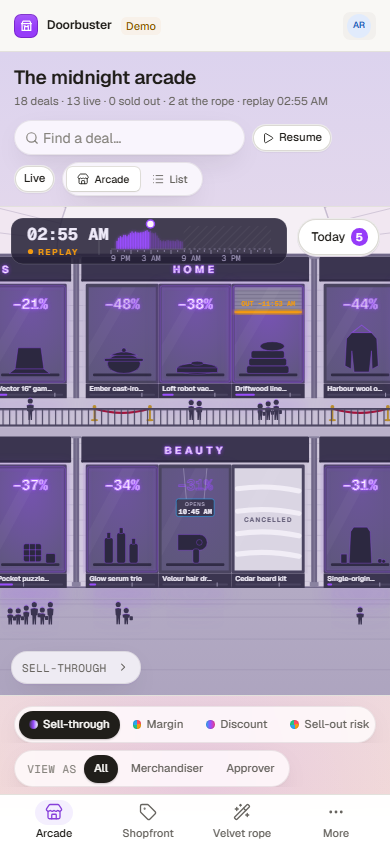 Doorbuster Demo AR
The midnight arcade
18 deals · 13 live · 0 sold out · 2 at the rope · replay 02:55 AM
Find a deal... Resume
Live Arcade List
02:55 AM
REPLAY
9 PM 3 AM 9 AM 3 PM
Today 5
S HOME
-21% -48% -38% -44%
Vector 16" gam... Ember cast-iro... Loft robot vac... Driftwood line... Harbour wool o...
BEAUTY
-37% -34% -31%
OPENS
10:45 AM
CANCELLED
Pocket puzzle... Glow serum trio Velour hair dr... Cedar beard kit Single-origin...
SELL-THROUGH
Sell-through Margin Discount Sell-out risk
VIEW AS All Merchandiser Approver
Arcade Shopfront Velvet rope More